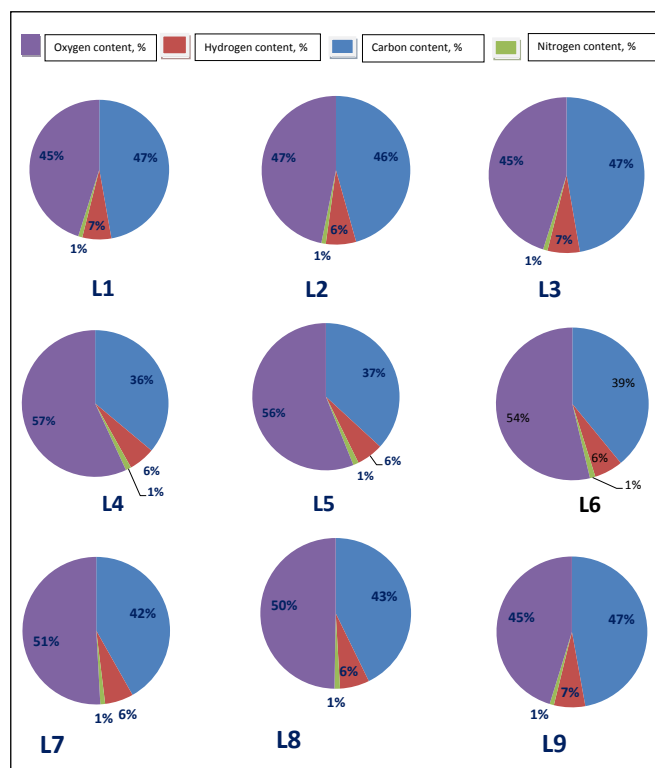 Oxygen content, % Hydrogen content, % Carbon content, % Nitrogen content, %
45% 47% 7% 1%
L1
47% 46% 6% 1%
L2
45% 47% 7% 1%
L3
36% 57% 6% 1%
L4
37% 56% 6% 1%
L5
39% 54% 6% 1%
L6
42% 51% 1% 6%
L7
50% 43% 6% 1%
L8
45% 47% 7% 1%
L9